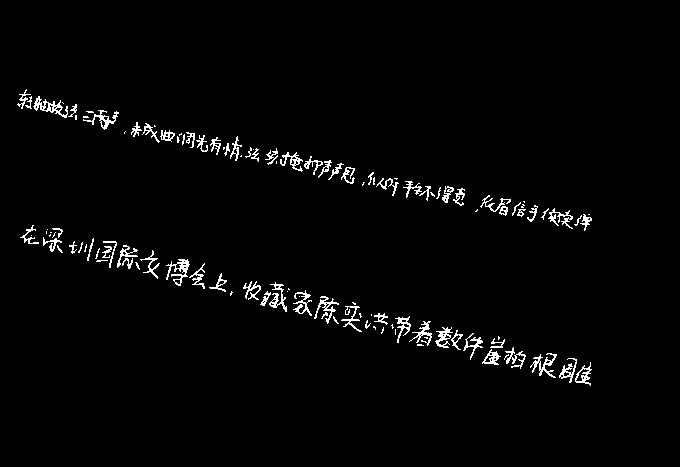 转轴拨弦三两声,未成曲调先有情.弦弦掩抑声声思,似诉平生不得意,低眉信手续续弹
在深圳国际文博会上,收藏家陈奕洪带着数件崖柏根雕